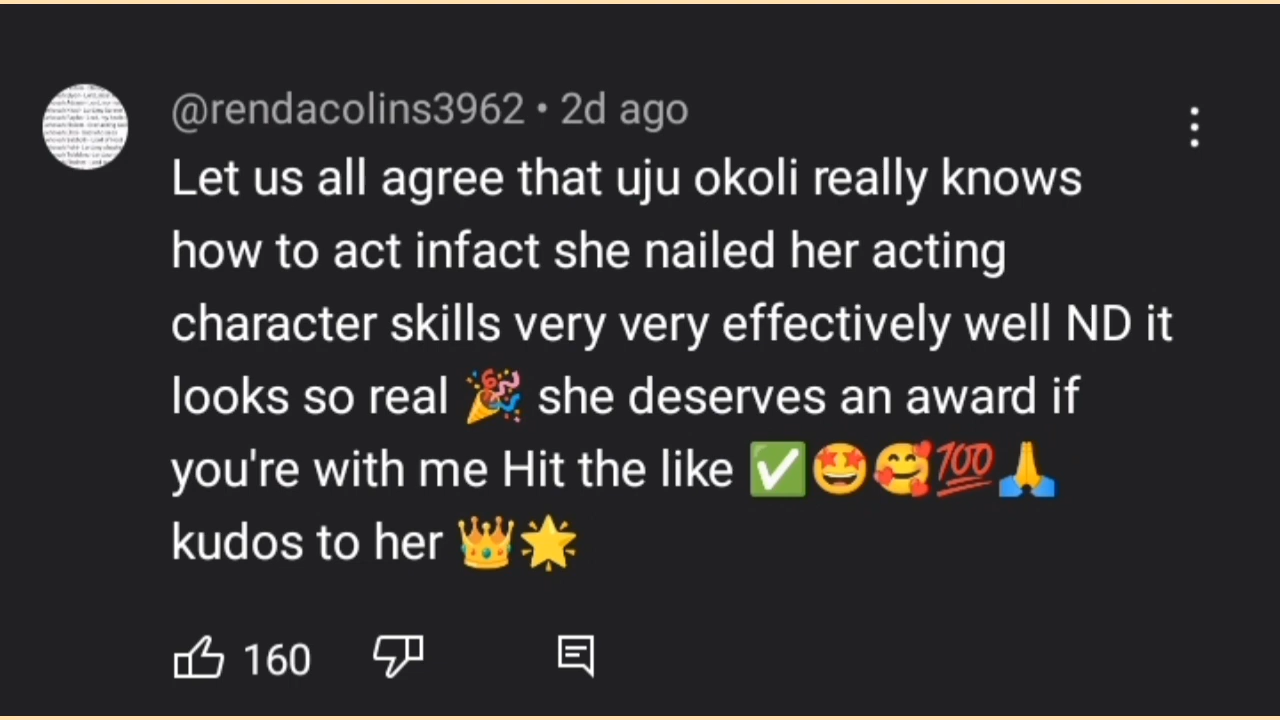 @rendacolins3962 • 2d ago
Let us all agree that uju okoli really knows
how to act infact she nailed her acting
character skills very very effectively well ND it
looks so real 🎉 she deserves an award if
you're with me Hit the like ✅🤩🥰💯🙏
kudos to her 👑🌟
160